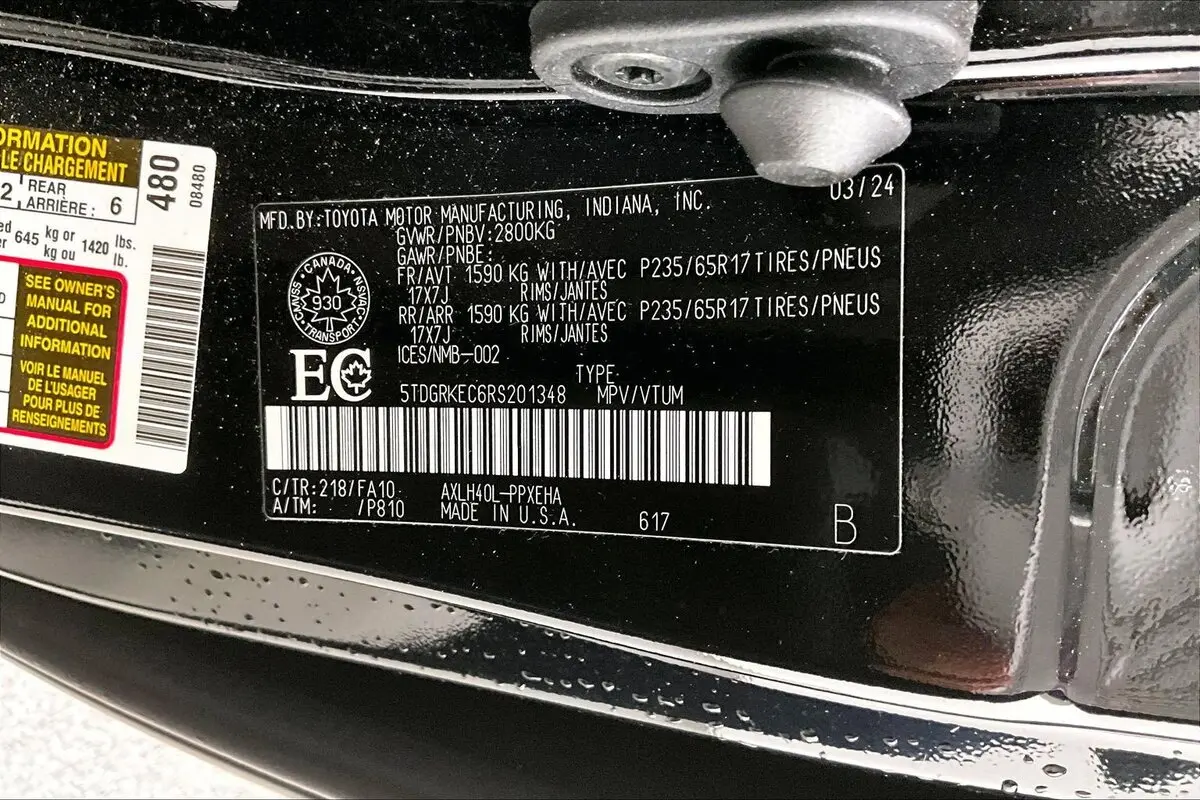 ORMATION
LE CHARGEMENT
2 REAR ARRIÈRE : 6
645 kg or kg ou 1420 lbs. lb.
SEE OWNER'S
MANUAL FOR
ADDITIONAL
INFORMATION
VOIR LE MANUEL
DE L'USAGER
POUR PLUS DE
RENSEIGNEMENTS
480
08480
MFD. BY: TOYOTA MOTOR MANUFACTURING, INDIANA, INC. 03/24
GVWR/PNBV:2800KG
GAWR/PNBE:
FR/AVT 1590 KG WITH/AVEC P235/65R17 TIRES/PNEUS
17X7J RIMS/JANTES
RR/ARR 1590 KG WITH/AVEC P235/65R17 TIRES/PNEUS
17X7J RIMS/JANTES
ICES/NMB-002
CANADA
930
TRANSPORT
EC
TYPE
5TDGRKEC6RS201348 MPV/VTUM
C/TR:218/FA10 AXLH40L-PPXEHA
A/TM: /P810 MADE IN U.S.A. 617
B